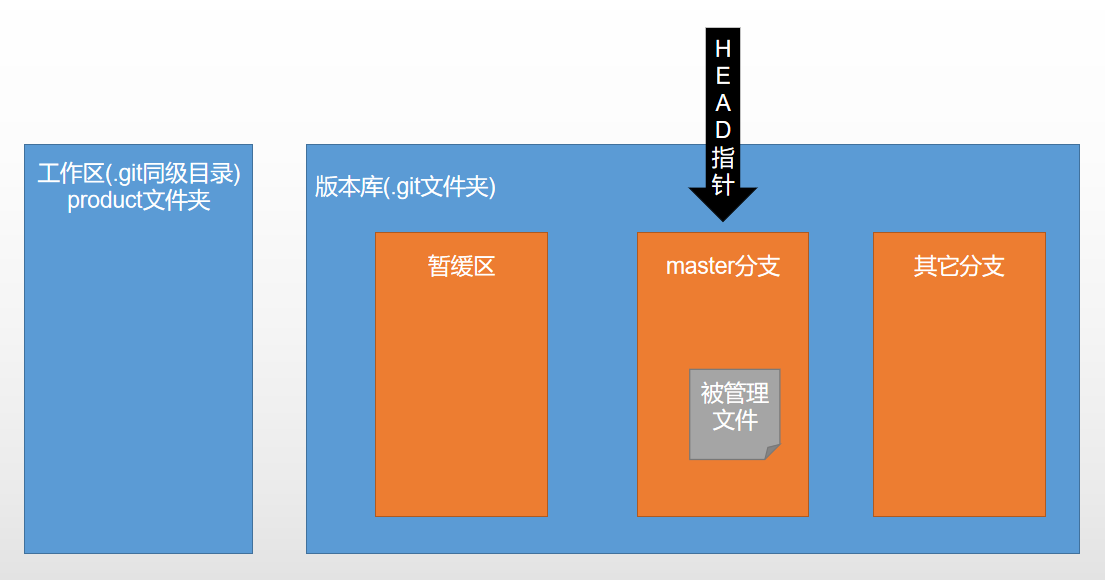 HEAD指针
工作区(.git同级目录)
product文件夹
版本库(.git文件夹)
暂缓区
master分支
其它分支
被管理
文件